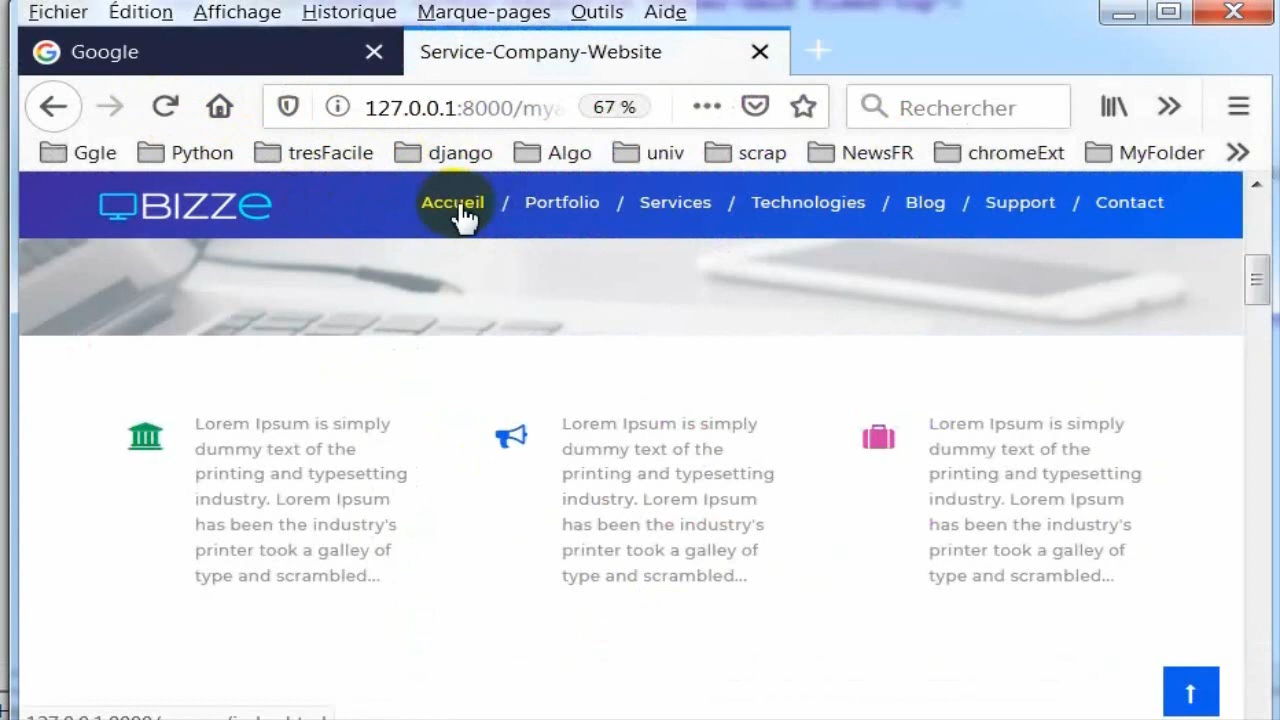 Fichier Édition Affichage Historique Marque-pages Outils Aide
Google Service-Company-Website
127.0.0.1:8000/mya 67 % Rechercher
Ggle Python tresFacile django Algo univ scrap NewsFR chromeExt MyFolder
BIZZe Accueil / Portfolio / Services / Technologies / Blog / Support / Contact
Lorem Ipsum is simply
dummy text of the
printing and typesetting
industry. Lorem Ipsum
has been the industry's
printer took a galley of
type and scrambled...
Lorem Ipsum is simply
dummy text of the
printing and typesetting
industry. Lorem Ipsum
has been the industry's
printer took a galley of
type and scrambled...
Lorem Ipsum is simply
dummy text of the
printing and typesetting
industry. Lorem Ipsum
has been the industry's
printer took a galley of
type and scrambled...